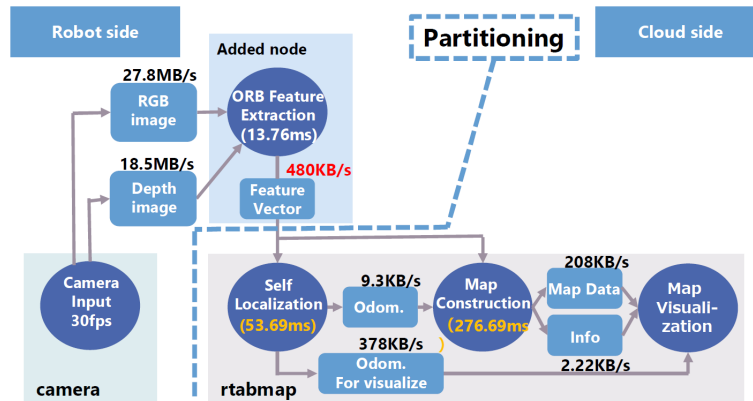 Robot side
Partitioning
Cloud side
Added node
27.8MB/s
RGB
image
ORB Feature
Extraction
(13.76ms)
18.5MB/s
Depth
image
480KB/s
Feature
Vector
Camera
Input
30fps
camera
Self
Localization
(53.69ms)
9.3KB/s
Odom.
Map
Construction
(276.69ms
)
208KB/s
Map Data
Info
2.22KB/s
Map
Visuali-
zation
378KB/s
Odom.
For visualize
rtabmap